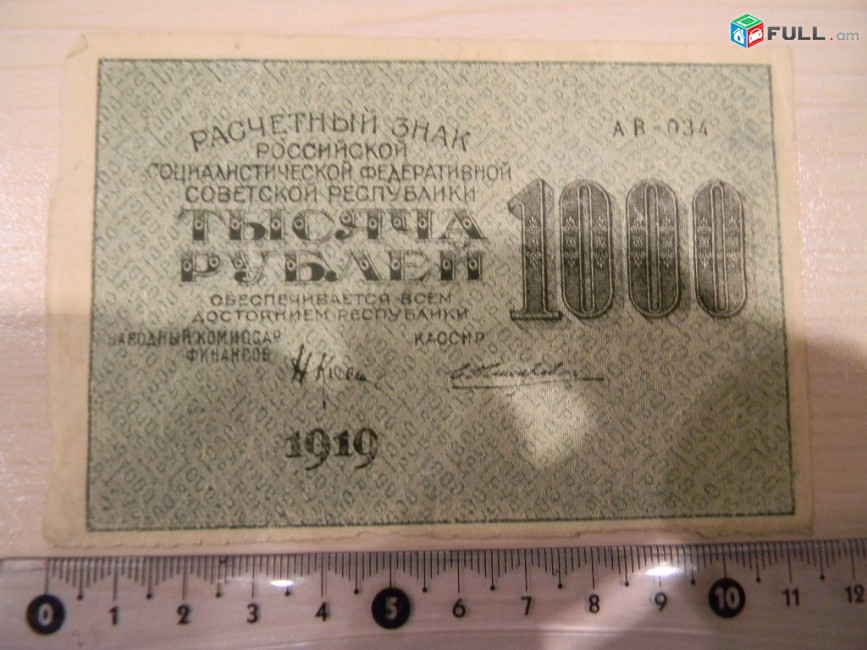 FULL.am
АВ-034
РАСЧЕТНЫЙ ЗНАК
РОССИЙСКОЙ
СОЦИАЛИСТИЧЕСКОЙ ФЕДЕРАТИВНОЙ
СОВЕТСКОЙ РЕСПУБЛИКИ
ТЫСЯЧА
РУБЛЕЙ
1000
ОБЕСПЕЧИВАЕТСЯ ВСЕМ
ДОСТОЯНИЕМ РЕСПУБЛИКИ
НАРОДНЫЙ КОМИССАР
ФИНАНСОВ
КАССИР
1919
0 1 2 3 4 5 6 7 8 9 10 11 12